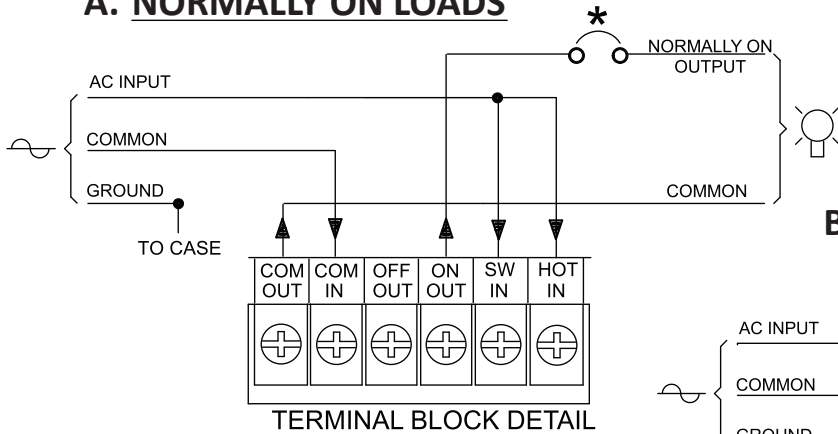 A. NORMALLY ON LOADS
*
NORMALLY ON
OUTPUT
AC INPUT
COMMON
GROUND
COMMON
TO CASE
B
COM OUT
COM IN
OFF OUT
ON OUT
SW IN
HOT IN
TERMINAL BLOCK DETAIL
AC INPUT
COMMON
GROUND